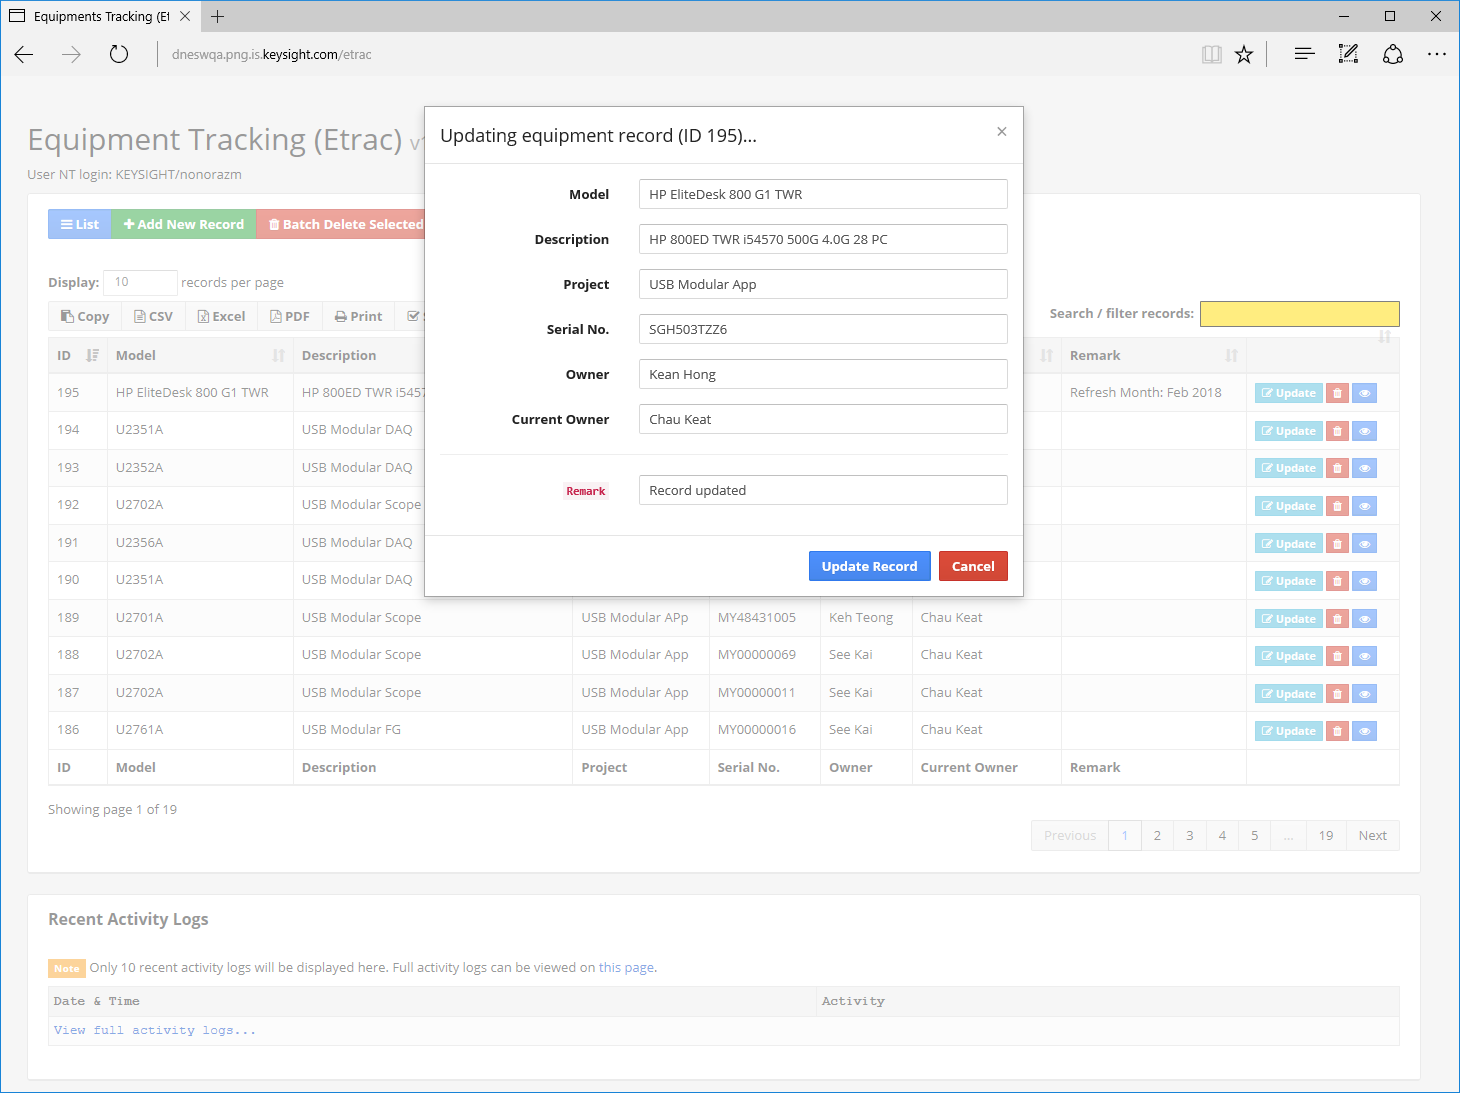 Equipments Tracking (Et
dneswqa.png.is.keysight.com/etrac
Equipment Tracking (Etrac)
User NT login: KEYSIGHT/nonorazm
List
Add New Record
Batch Delete Selected
Display: 10 records per page
Copy CSV Excel PDF Print
Search / filter records:
ID Model Description Remark
195 HP EliteDesk 800 G1 TWR HP 800ED TWR Refresh Month: Feb 2018 Update
194 U2351A USB Modular DAQ Update
193 U2352A USB Modular DAQ Update
192 U2702A USB Modular Scope Update
191 U2356A USB Modular DAQ Update
190 U2351A USB Modular DAQ Update
189 U2701A USB Modular Scope USB Modular APp MY48431005 Keh Teong Chau Keat Update
188 U2702A USB Modular Scope USB Modular App MY00000069 See Kai Chau Keat Update
187 U2702A USB Modular Scope USB Modular App MY00000011 See Kai Chau Keat Update
186 U2761A USB Modular FG USB Modular App MY00000016 See Kai Chau Keat Update
ID Model Description Project Serial No. Owner Current Owner Remark
Showing page 1 of 19
Previous 1 2 3 4 5 ... 19 Next
Updating equipment record (ID 195)...
×
Model HP EliteDesk 800 G1 TWR
Description HP 800ED TWR i54570 500G 4.0G 28 PC
Project USB Modular App
Serial No. SGH503TZZ6
Owner Kean Hong
Current Owner Chau Keat
Remark Record updated
Update Record Cancel
Recent Activity Logs
Note Only 10 recent activity logs will be displayed here. Full activity logs can be viewed on this page.
Date & Time Activity
View full activity logs...